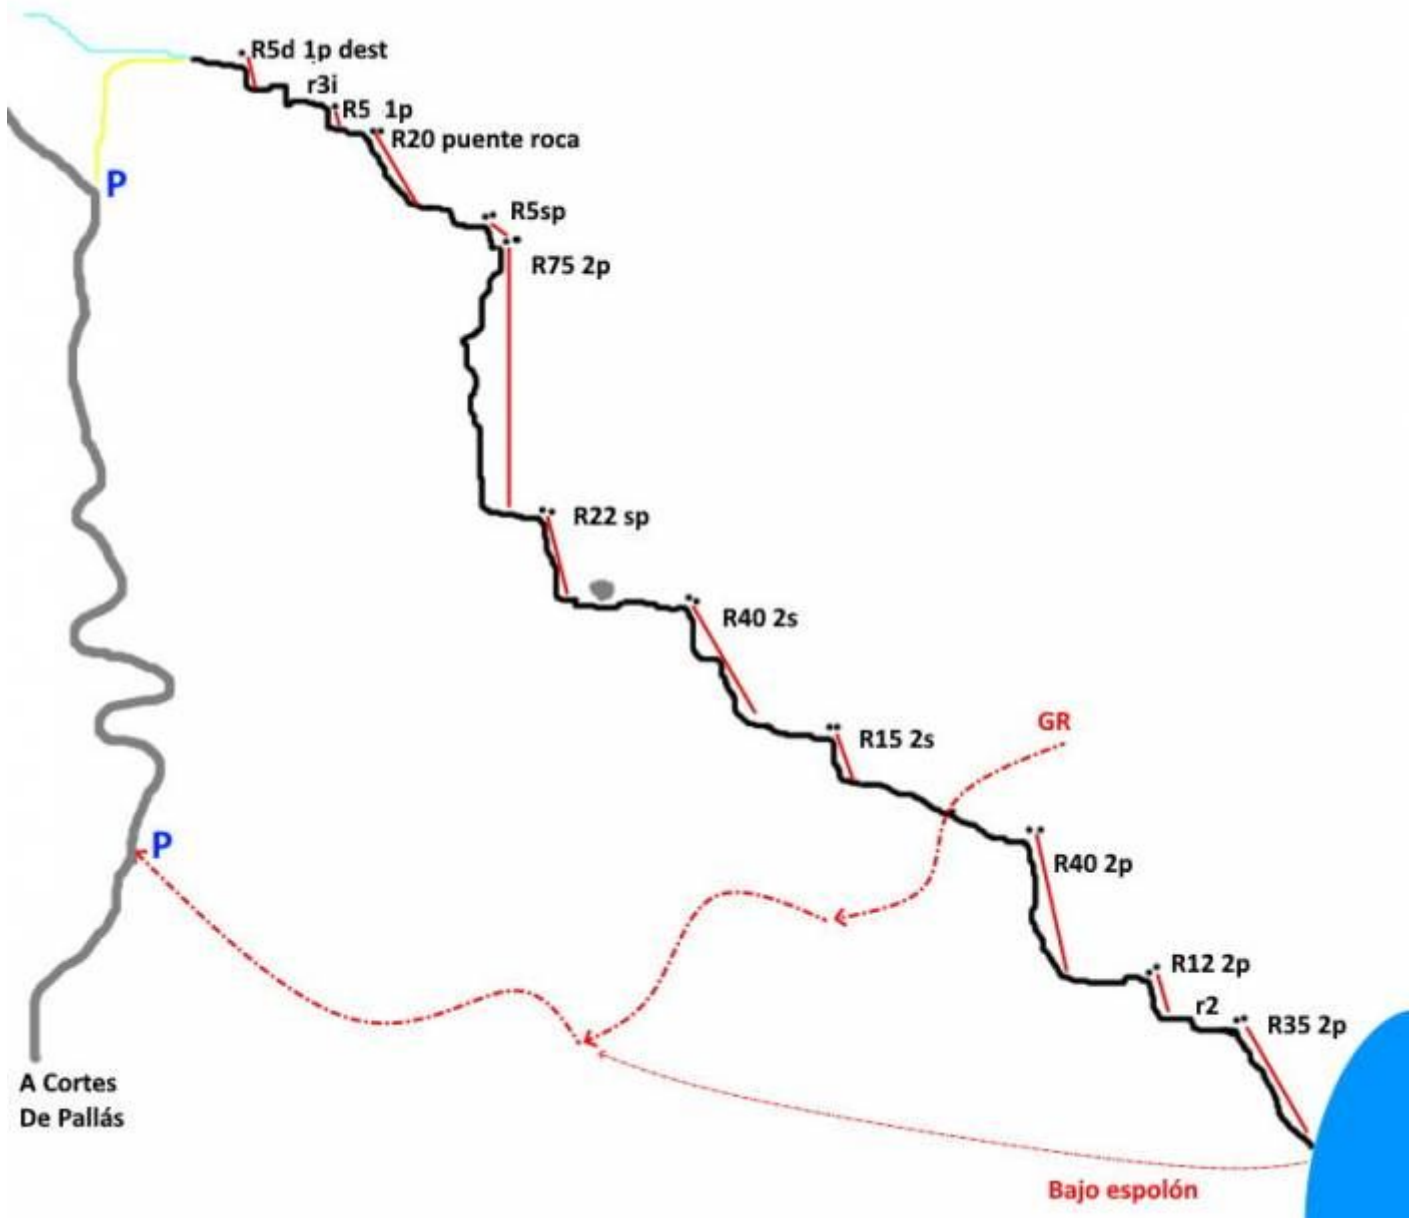 R5d 1p dest
r3i
R5 1p
R20 puente roca
P
R5sp
R75 2p
R22 sp
R40 2s
GR
R15 2s
P
R40 2p
R12 2p
r2
R35 2p
A Cortes
De Pallás
Bajo espolón